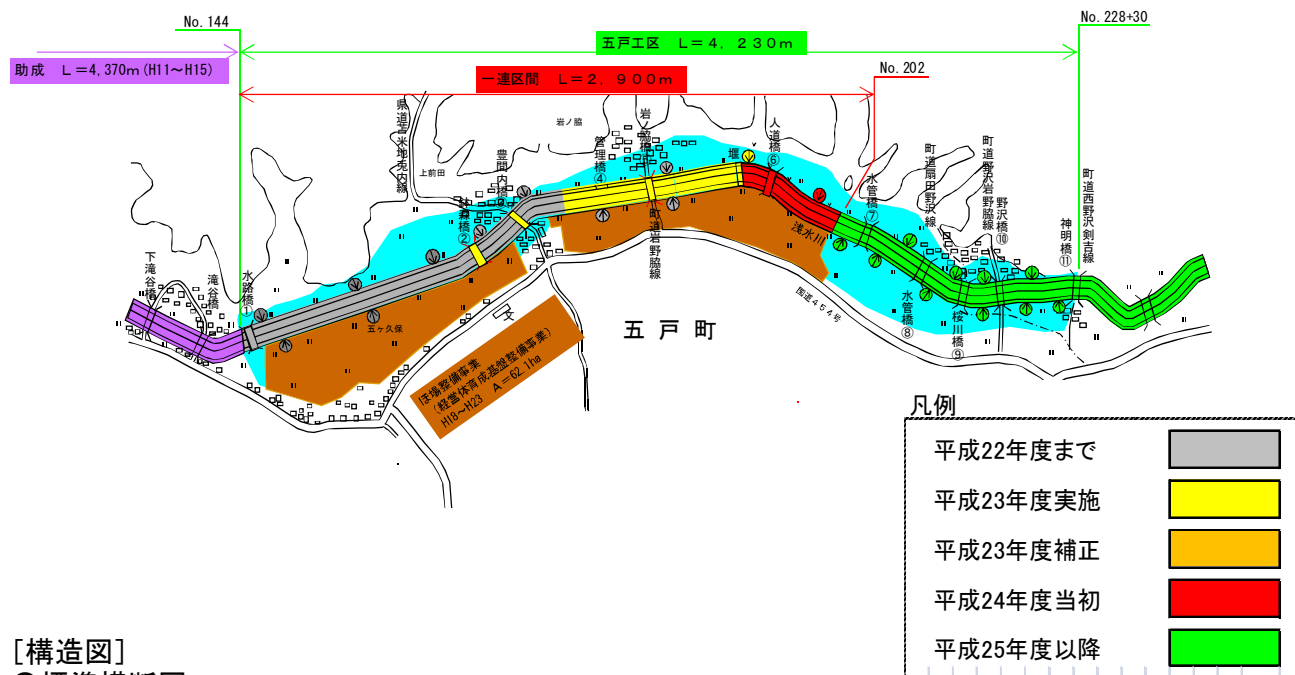 No. 144
No. 228+30
五戸工区　L=4, 230m
助成　L=4,370m(H11～H15)
一連区間　L=2, 900m
No. 202
県道苫米地兎内線
岩ノ脇
上前田
豊間内橋③
管理橋④
堰
人道橋⑥
水管橋⑦
町道扇田野沢線
町道野沢岩野脇線
野沢橋⑩
町道西野沢剣吉線
神明橋⑪
下滝谷橋
滝谷橋
水路橋①
町道岩野脇線
浅水川
国道454号
水管橋⑧
桜川橋⑨
五ヶ久保
五 戸 町
文
ほ場整備事業
(経営体育成基盤整備事業)
H18～H23　A=62.1ha
凡例
平成22年度まで
平成23年度実施
平成23年度補正
平成24年度当初
平成25年度以降
[構造図]